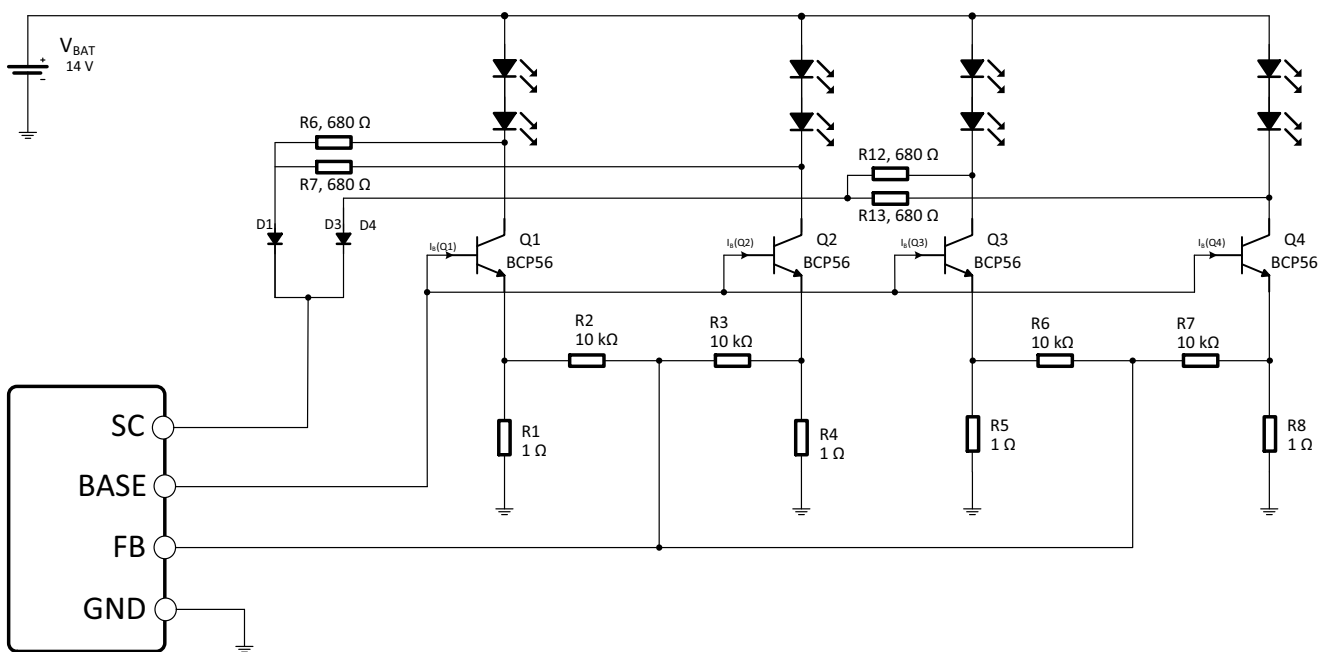 V_BAT
14 V
+
−
R6, 680 Ω
R7, 680 Ω
R12, 680 Ω
R13, 680 Ω
D1
D3
D4
I_B(Q1)
Q1
BCP56
I_B(Q2)
Q2
BCP56
I_B(Q3)
Q3
BCP56
I_B(Q4)
Q4
BCP56
R2
10 kΩ
R3
10 kΩ
R6
10 kΩ
R7
10 kΩ
R1
1 Ω
R4
1 Ω
R5
1 Ω
R8
1 Ω
SC
BASE
FB
GND